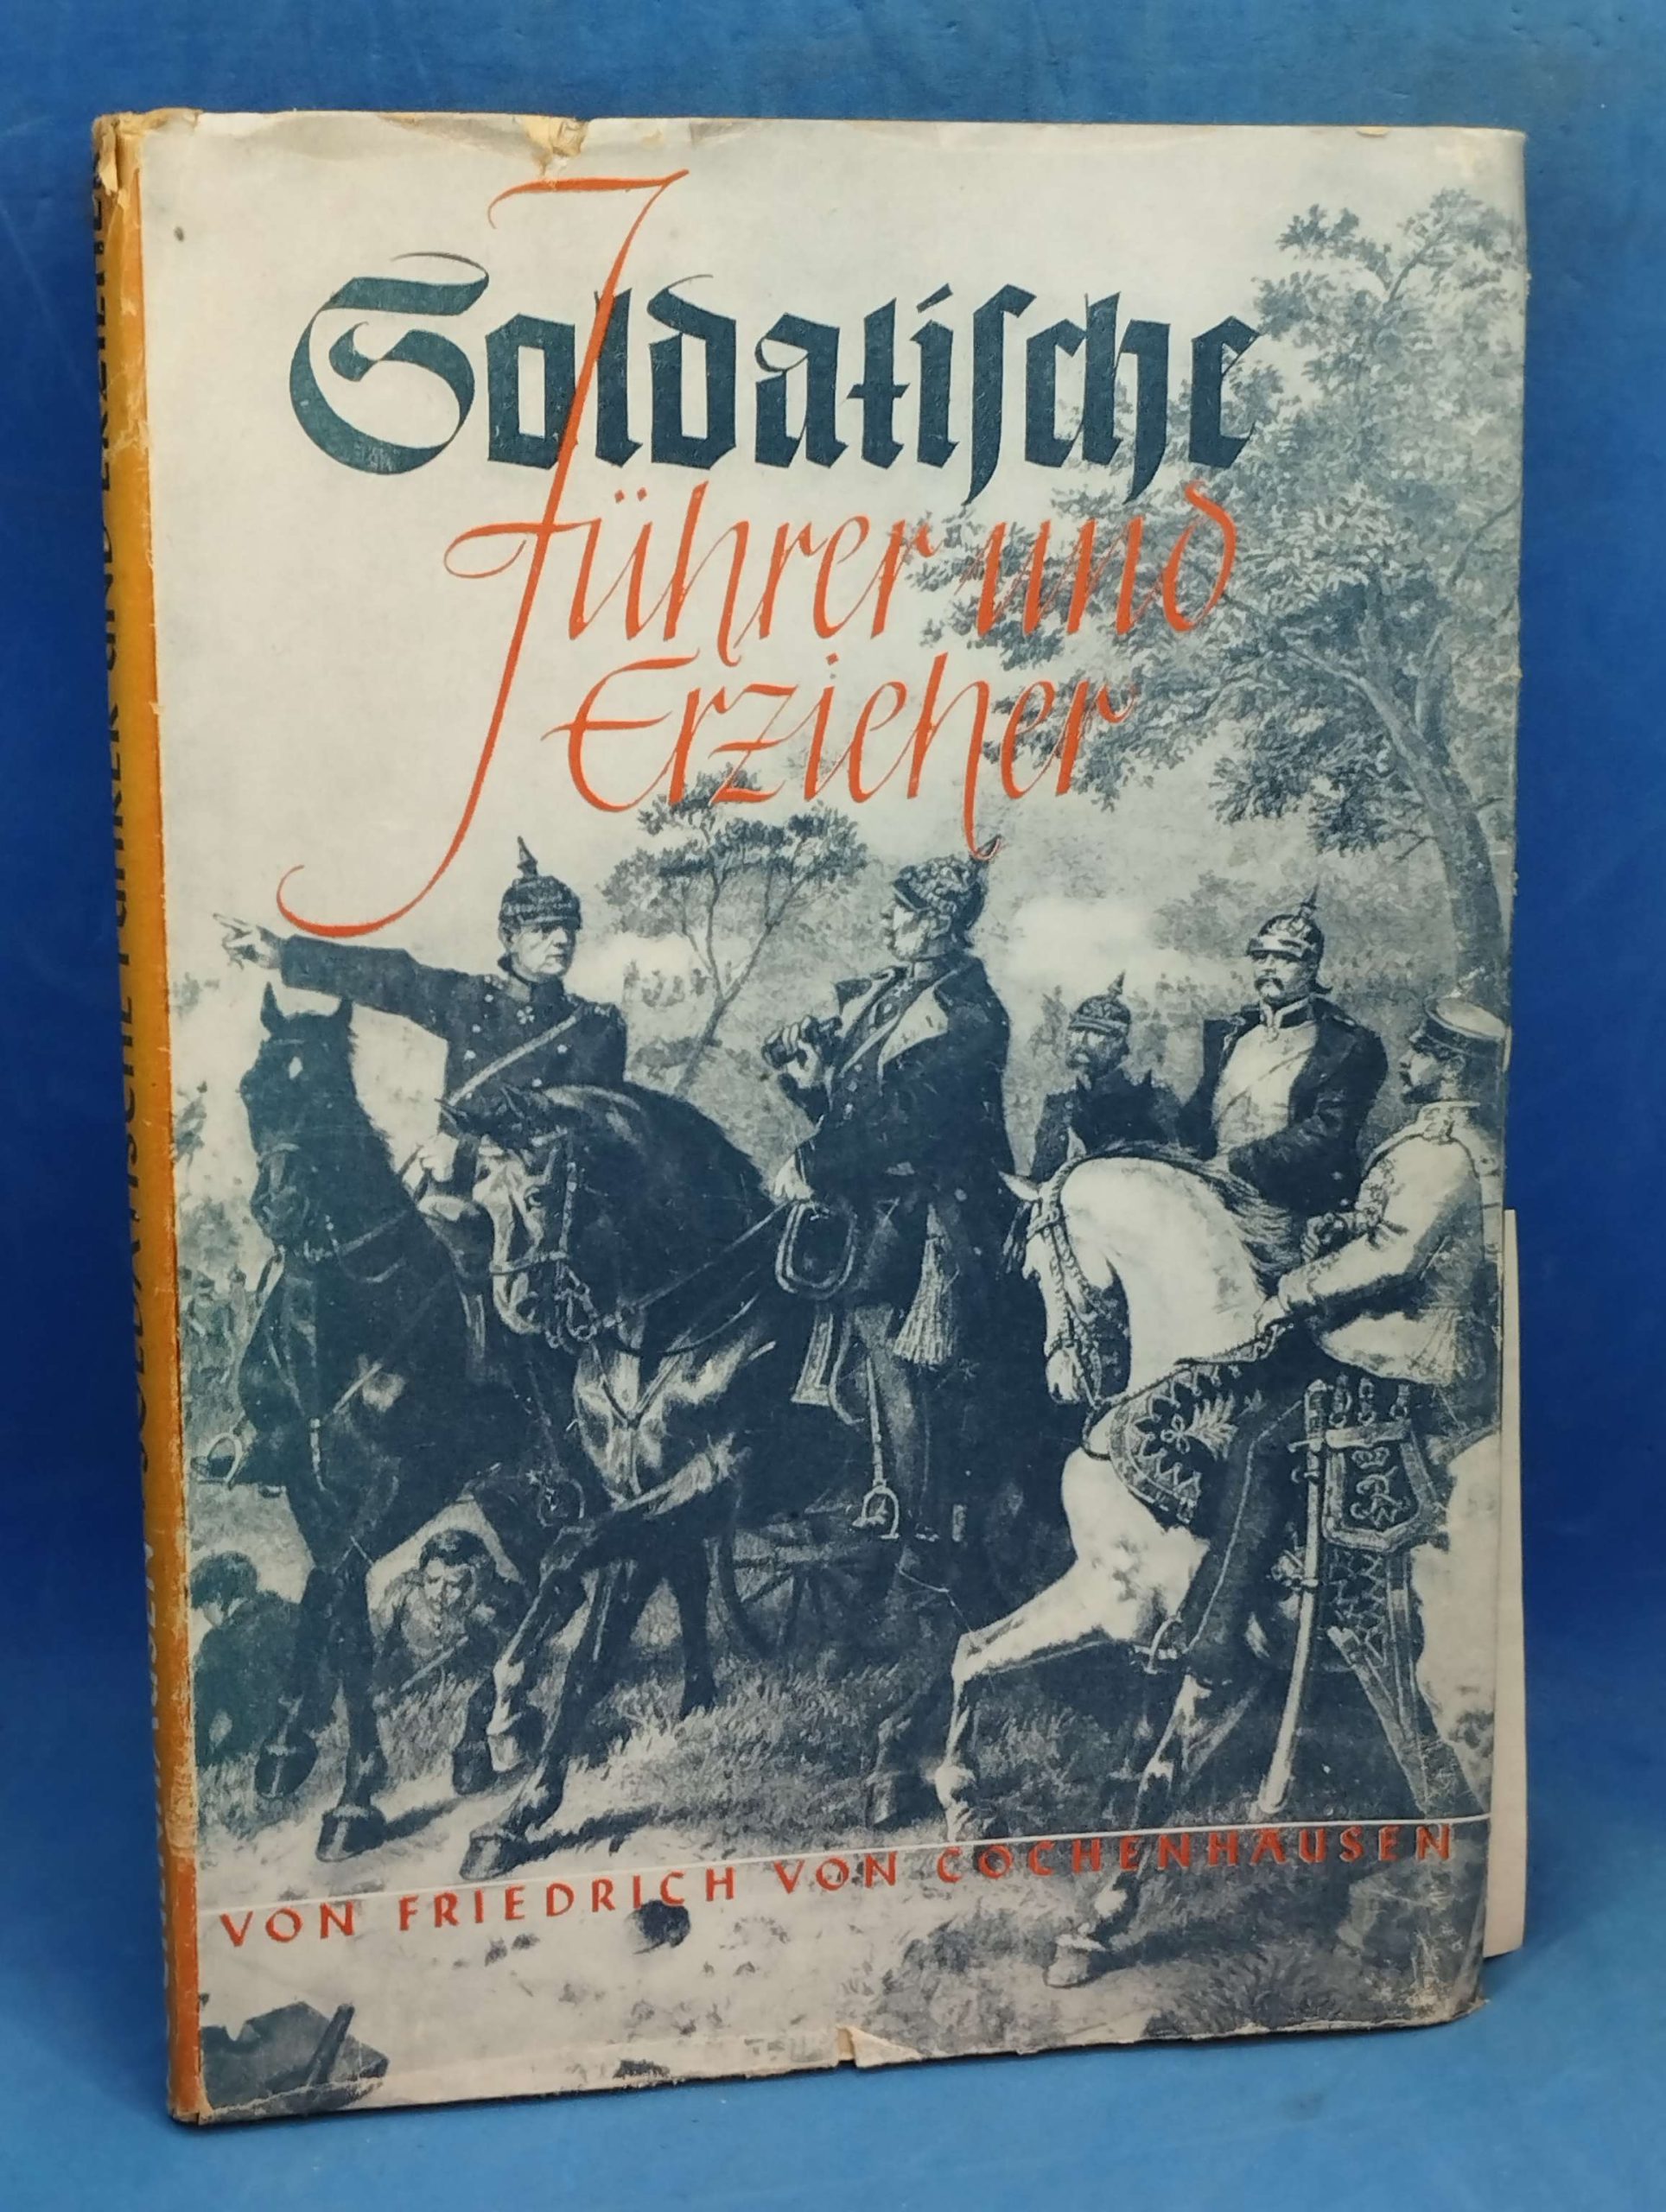 Soldatische
Führer und
Erzieher
VON FRIEDRICH VON COCHENHAUSEN